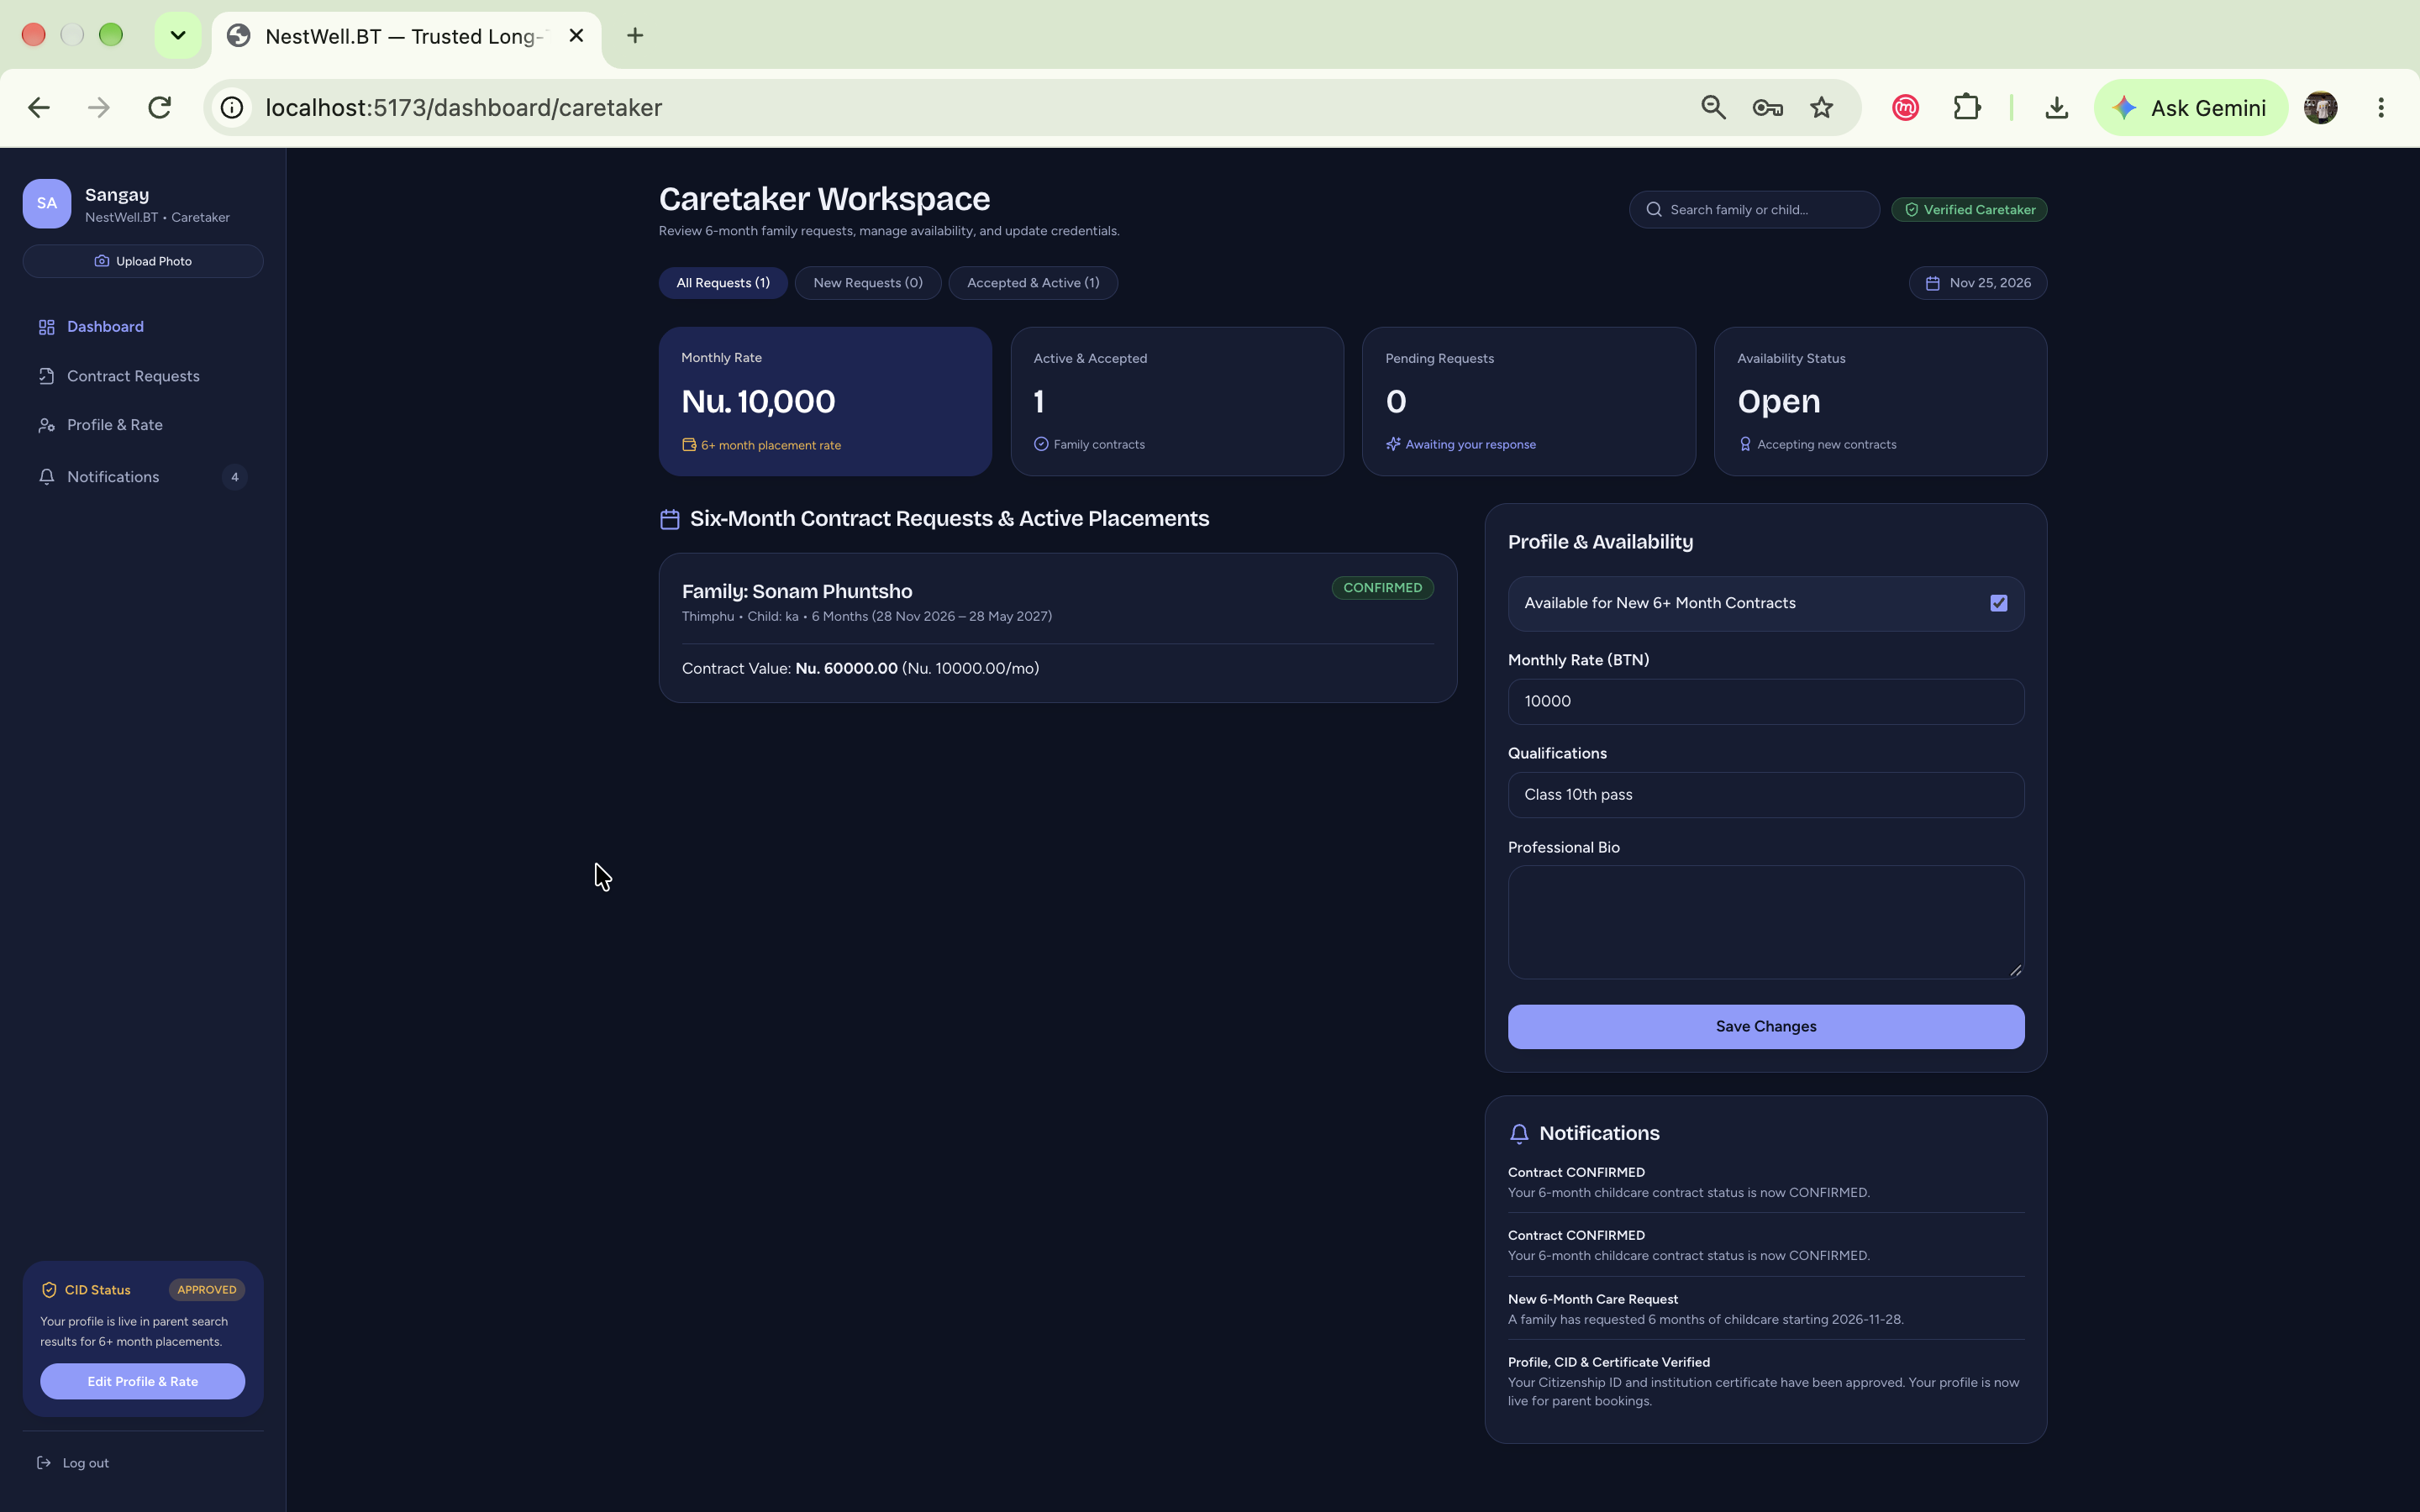 NestWell.BT — Trusted Long-
localhost:5173/dashboard/caretaker
Ask Gemini
SA
Sangay
NestWell.BT • Caretaker
Upload Photo
Dashboard
Contract Requests
Profile & Rate
Notifications
4
CID Status
APPROVED
Your profile is live in parent search
results for 6+ month placements.
Edit Profile & Rate
Log out
Caretaker Workspace
Review 6-month family requests, manage availability, and update credentials.
Search family or child...
Verified Caretaker
All Requests (1)
New Requests (0)
Accepted & Active (1)
Nov 25, 2026
Monthly Rate
Nu. 10,000
6+ month placement rate
Active & Accepted
1
Family contracts
Pending Requests
0
Awaiting your response
Availability Status
Open
Accepting new contracts
Six-Month Contract Requests & Active Placements
Family: Sonam Phuntsho
CONFIRMED
Thimphu • Child: ka • 6 Months (28 Nov 2026 – 28 May 2027)
Contract Value: Nu. 60000.00 (Nu. 10000.00/mo)
Profile & Availability
Available for New 6+ Month Contracts
Monthly Rate (BTN)
10000
Qualifications
Class 10th pass
Professional Bio
Save Changes
Notifications
Contract CONFIRMED
Your 6-month childcare contract status is now CONFIRMED.
Contract CONFIRMED
Your 6-month childcare contract status is now CONFIRMED.
New 6-Month Care Request
A family has requested 6 months of childcare starting 2026-11-28.
Profile, CID & Certificate Verified
Your Citizenship ID and institution certificate have been approved. Your profile is now
live for parent bookings.